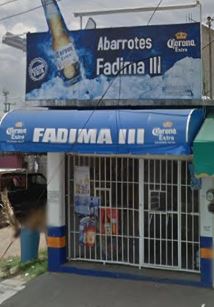 Abarrotes
Fadima III
Corona
Extra
Corona
Extra
FADIMA III
Corona
Extra